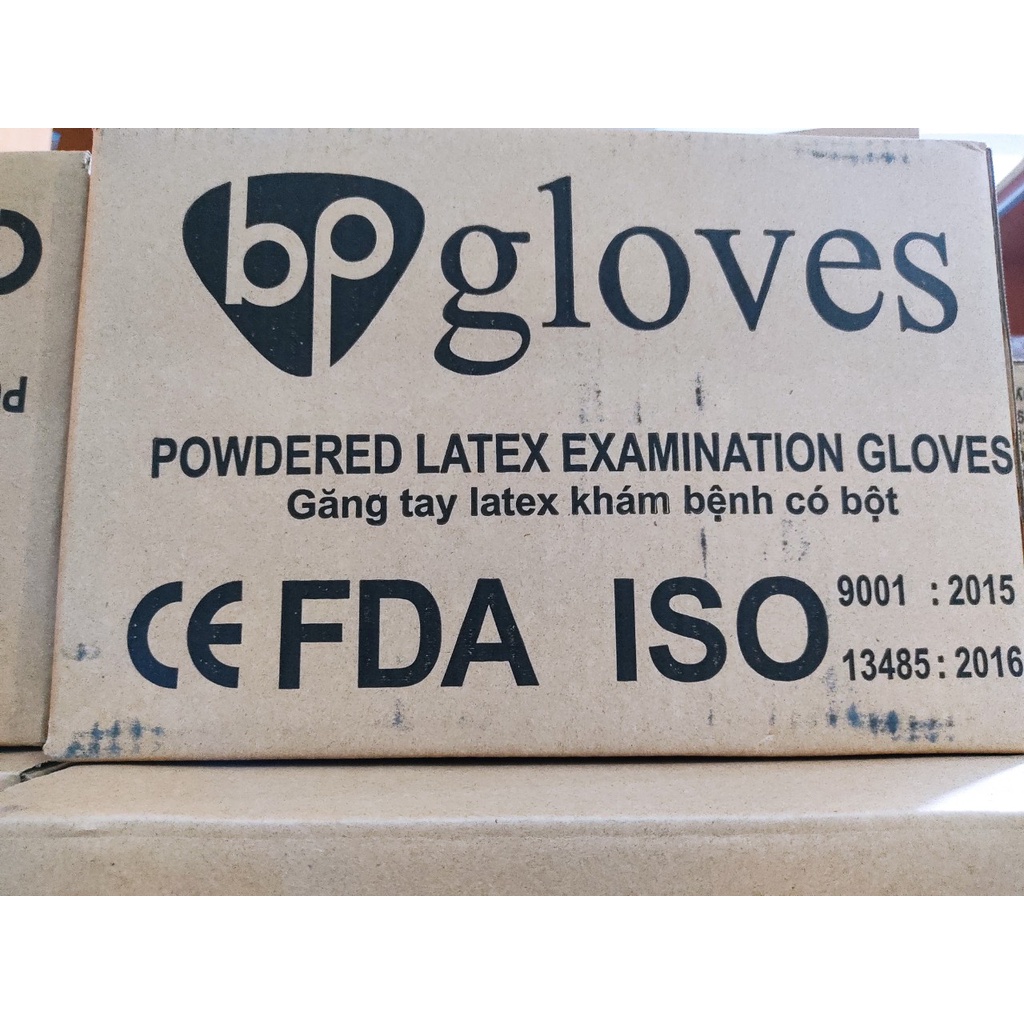 bp gloves
POWDERED LATEX EXAMINATION GLOVES
Găng tay latex khám bệnh có bột
CE FDA ISO 9001 : 2015
13485 : 2016